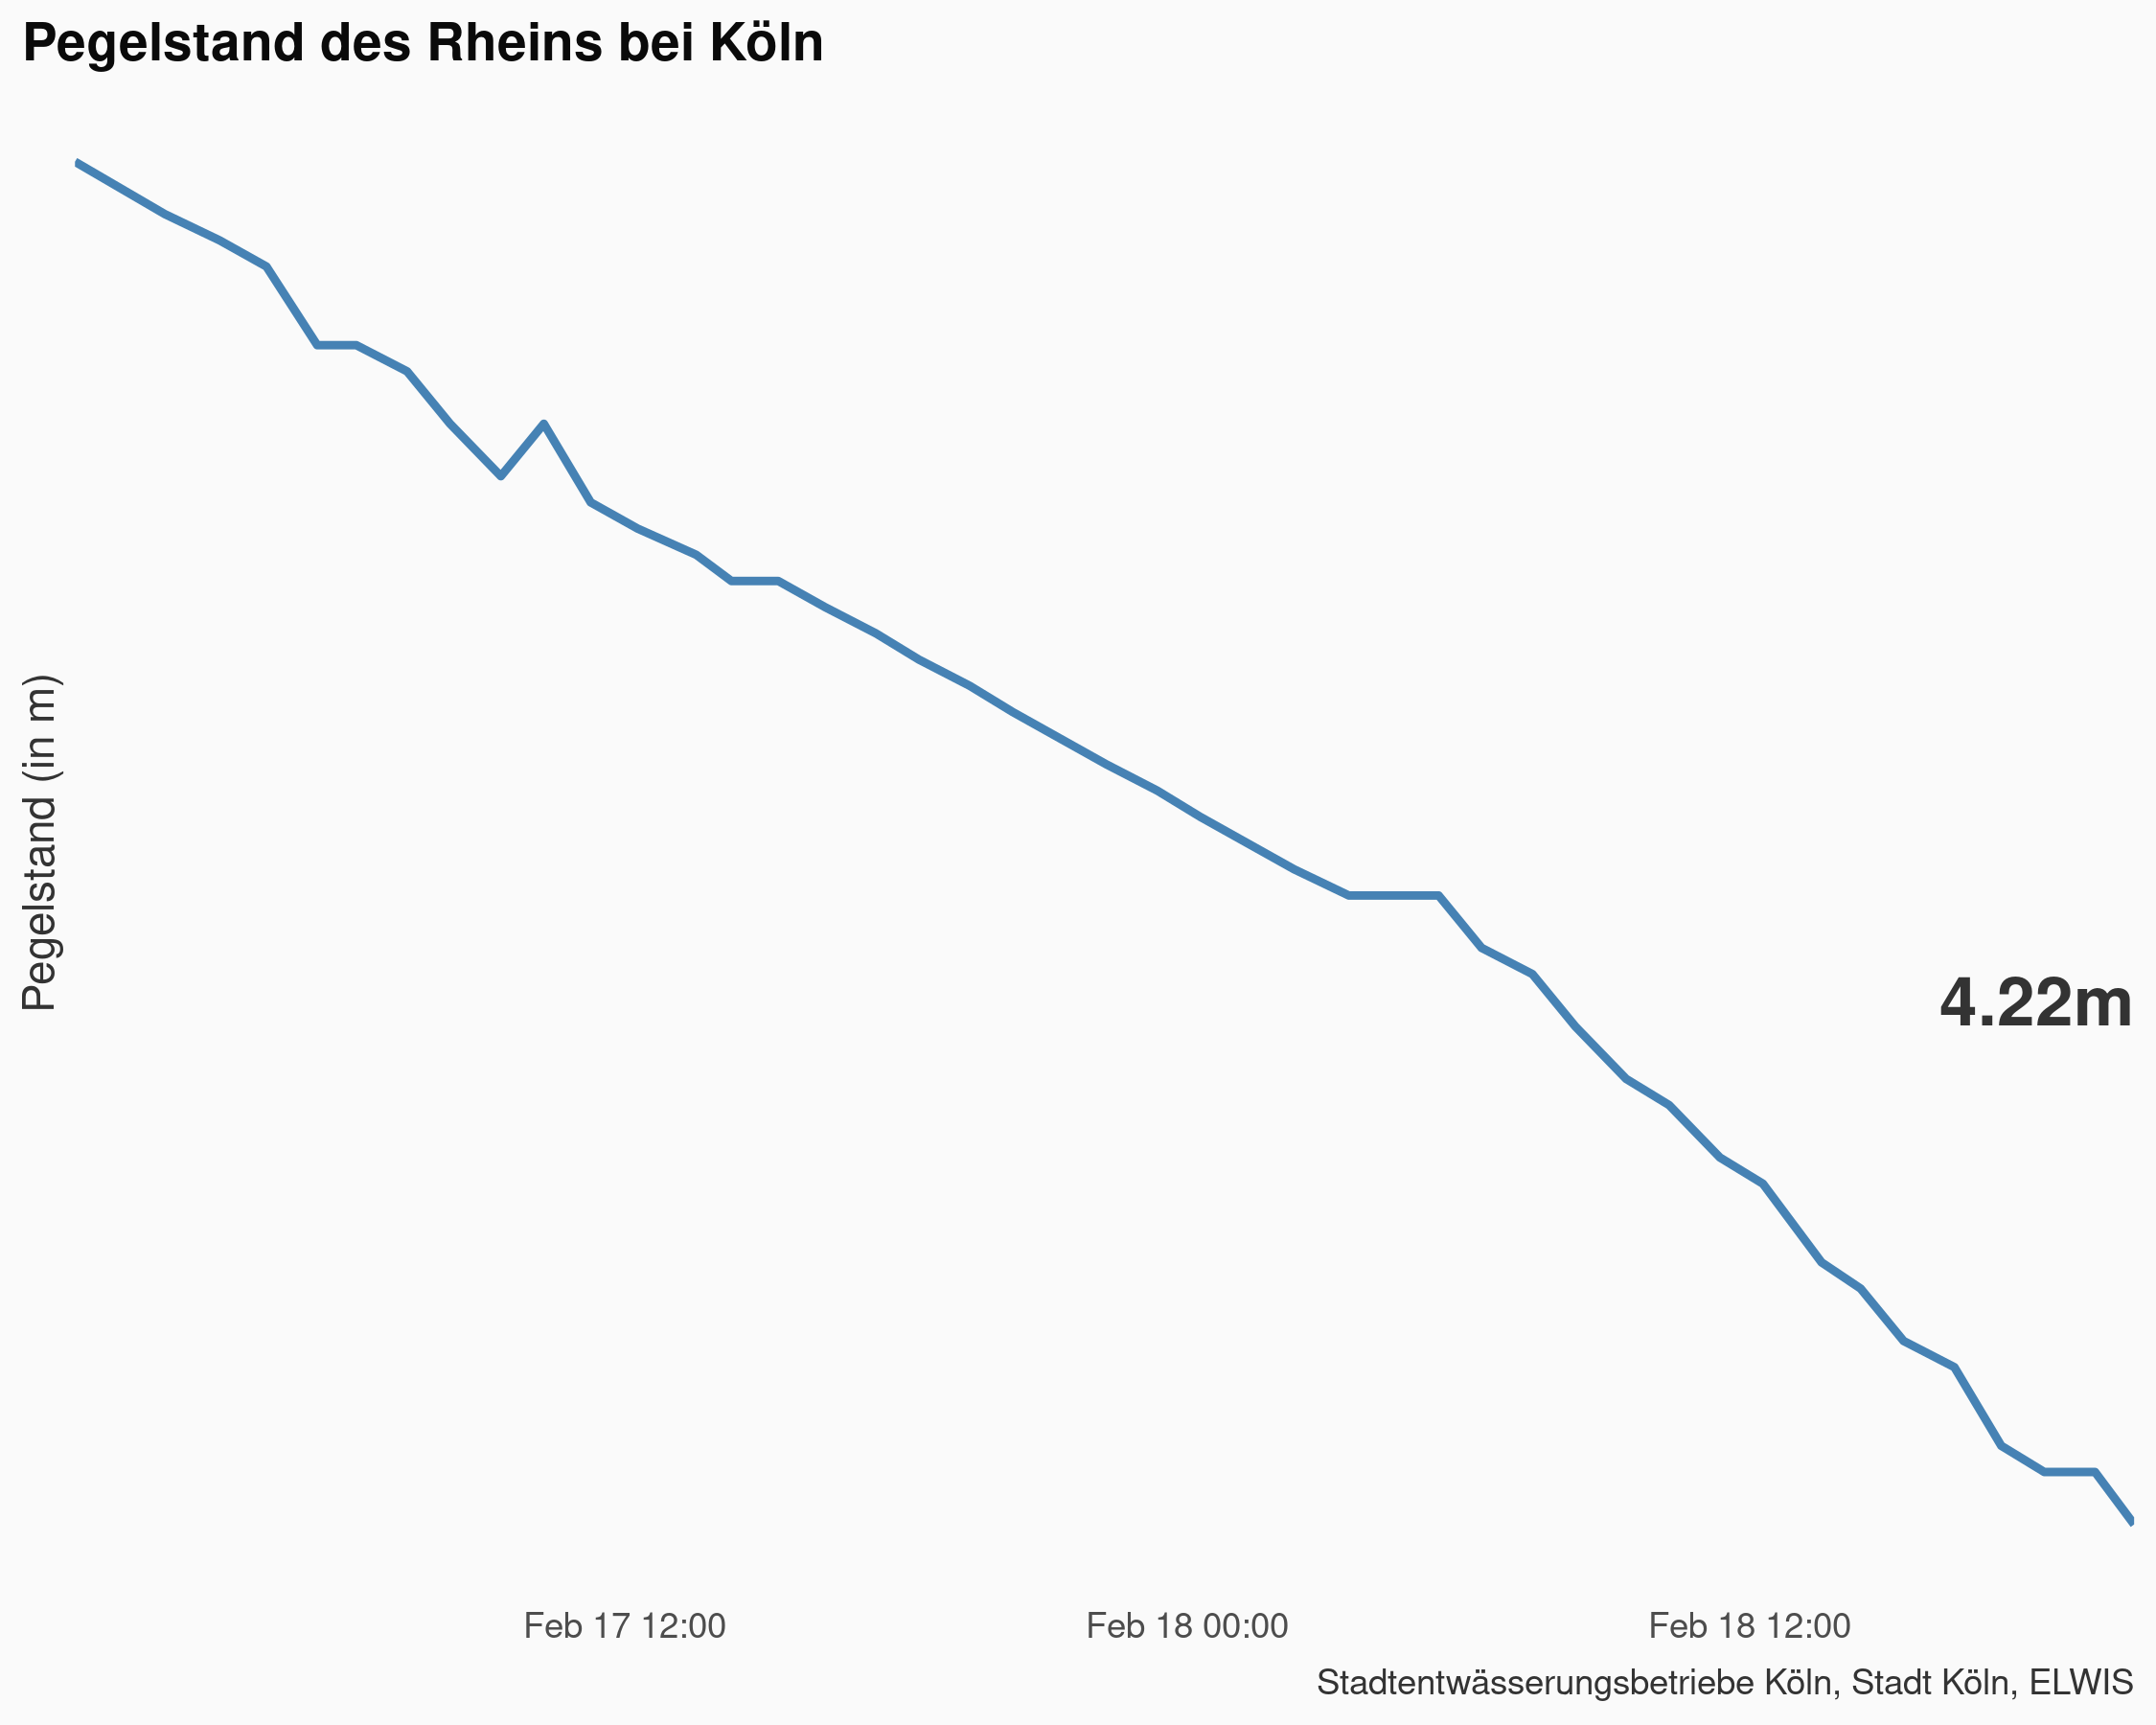 Pegelstand des Rheins bei Köln
Pegelstand (in m)
4.22m
Feb 17 12:00
Feb 18 00:00
Feb 18 12:00
Stadtentwässerungsbetriebe Köln, Stadt Köln, ELWIS